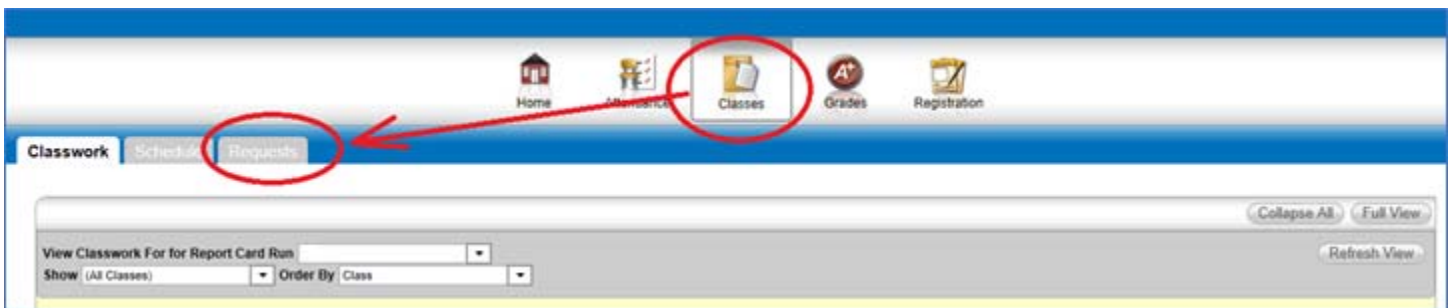 Home Attendance Classes Grades Registration
Classwork Schedule Requests
Collapse All Full View
View Classwork For for Report Card Run
Refresh View
Show (All Classes) Order By Class